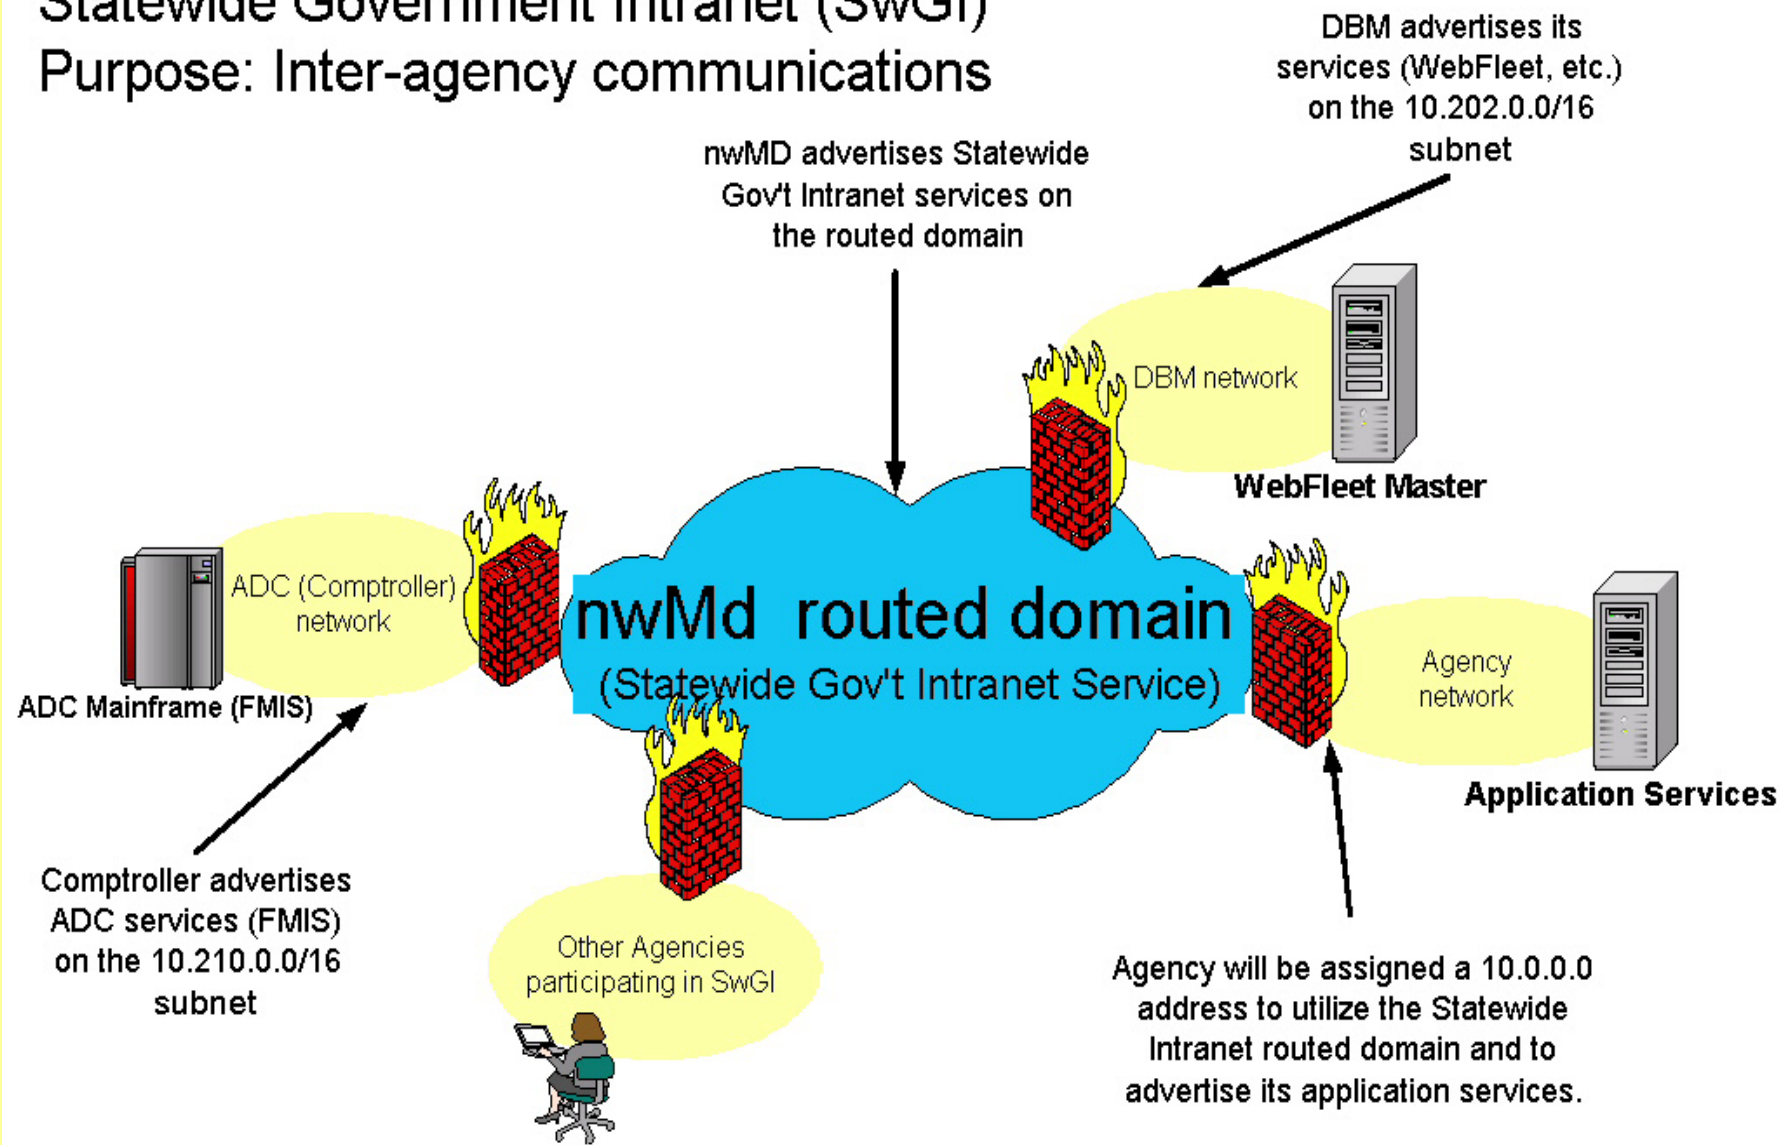 Statewide Government Intranet (SwGI)
Purpose: Inter-agency communications
DBM advertises its
services (WebFleet, etc.)
on the 10.202.0.0/16
subnet
nwMD advertises Statewide
Gov't Intranet services on
the routed domain
DBM network
WebFleet Master
ADC (Comptroller)
network
ADC Mainframe (FMIS)
nwMd routed domain
(Statewide Gov't Intranet Service)
Agency
network
Application Services
Comptroller advertises
ADC services (FMIS)
on the 10.210.0.0/16
subnet
Other Agencies
participating in SwGI
Agency will be assigned a 10.0.0.0
address to utilize the Statewide
Intranet routed domain and to
advertise its application services.